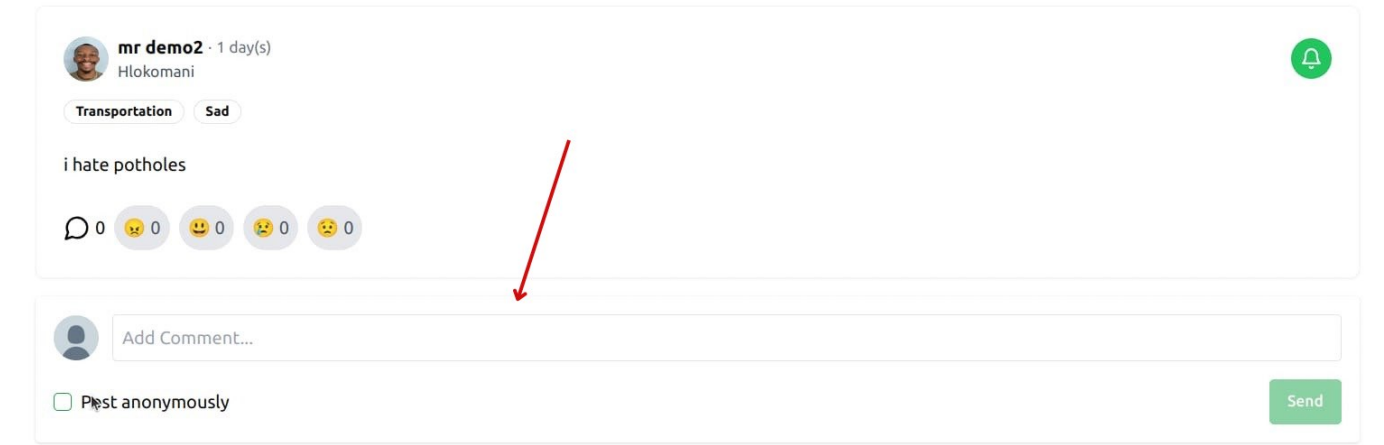 mr demo2 · 1 day(s)
Hlokomani
Transportation Sad
i hate potholes
0 0 0 0 0
Add Comment...
Post anonymously
Send